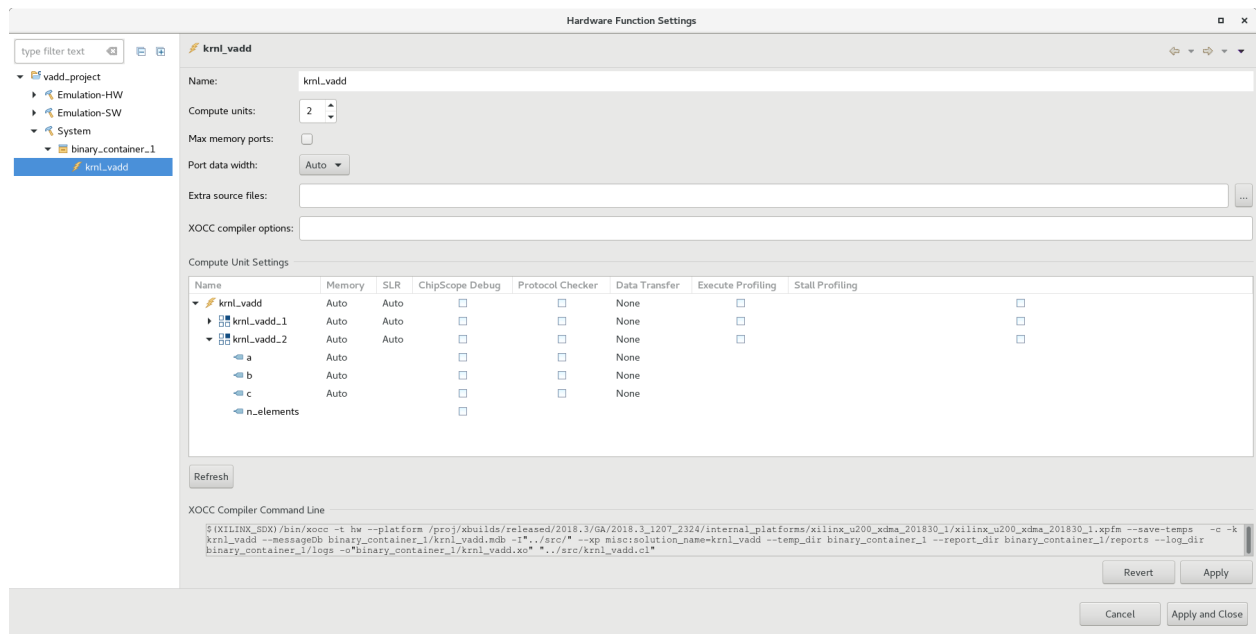 Hardware Function Settings
type filter text
vadd_project
Emulation-HW
Emulation-SW
System
binary_container_1
krnl_vadd
krnl_vadd
Name: krnl_vadd
Compute units: 2
Max memory ports:
Port data width: Auto
Extra source files: ...
XOCC compiler options:
Compute Unit Settings
Name Memory SLR ChipScope Debug Protocol Checker Data Transfer Execute Profiling Stall Profiling
krnl_vadd Auto Auto None
krnl_vadd_1 Auto Auto None
krnl_vadd_2 Auto Auto None
a Auto None
b Auto None
c Auto None
n_elements
Refresh
XOCC Compiler Command Line
$(XILINX_SDX)/bin/xocc -t hw --platform /proj/xbuilds/released/2018.3/GA/2018.3_1207_2324/internal_platforms/xilinx_u200_xdma_201830_1/xilinx_u200_xdma_201830_1.xpfm --save-temps -c -k
krnl_vadd --messageDb binary_container_1/krnl_vadd.mdb -I"../src/" --xp misc:solution_name=krnl_vadd --temp_dir binary_container_1 --report_dir binary_container_1/reports --log_dir
binary_container_1/logs -o"binary_container_1/krnl_vadd.xo" "../src/krnl_vadd.cl"
Revert Apply
Cancel Apply and Close